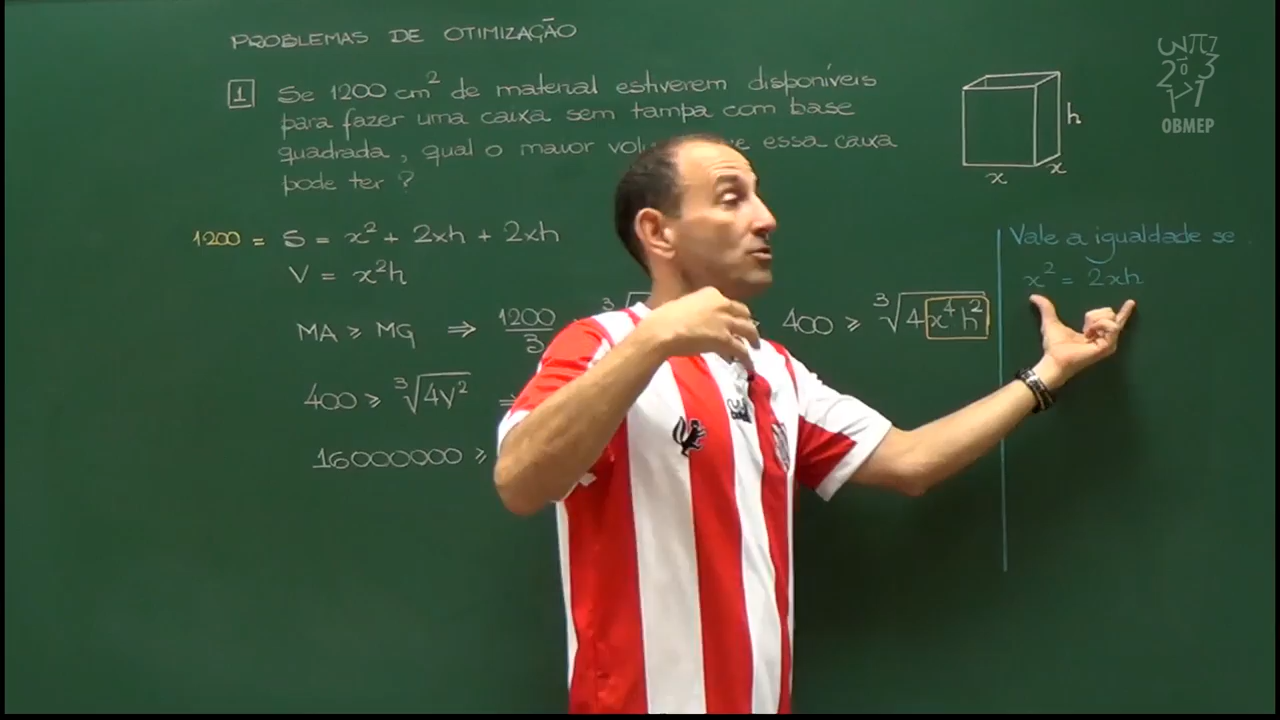 PROBLEMAS DE OTIMIZAÇÃO
1 Se 1200 cm² de material estiverem disponíveis
para fazer uma caixa sem tampa com base
quadrada, qual o maior essa caixa
pode ter?
h
x x
1200 = S = x² + 2xh + 2xh
V = x²h
MA ≥ MG ⇒ 1200/3 400 ≥ ∛(4x⁴h²)
400 ≥ ∛(4V²) ⇒
16000000 ≥
Vale a igualdade se
x² = 2xh
OBMEP